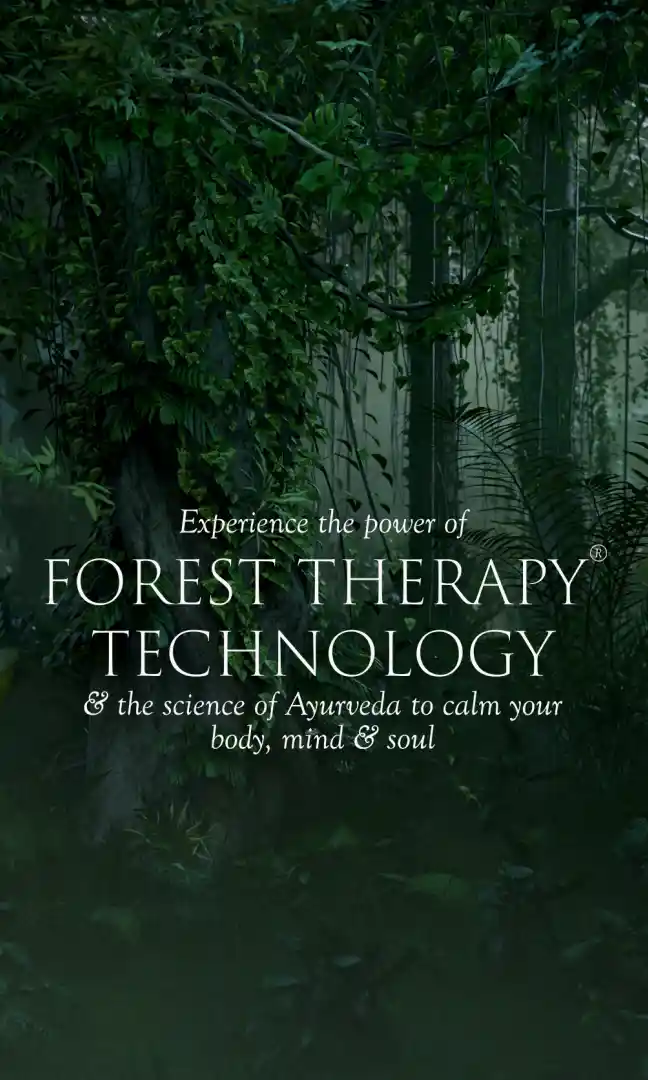 Experience the power of
FOREST THERAPY®
TECHNOLOGY
& the science of Ayurveda to calm your
body, mind & soul